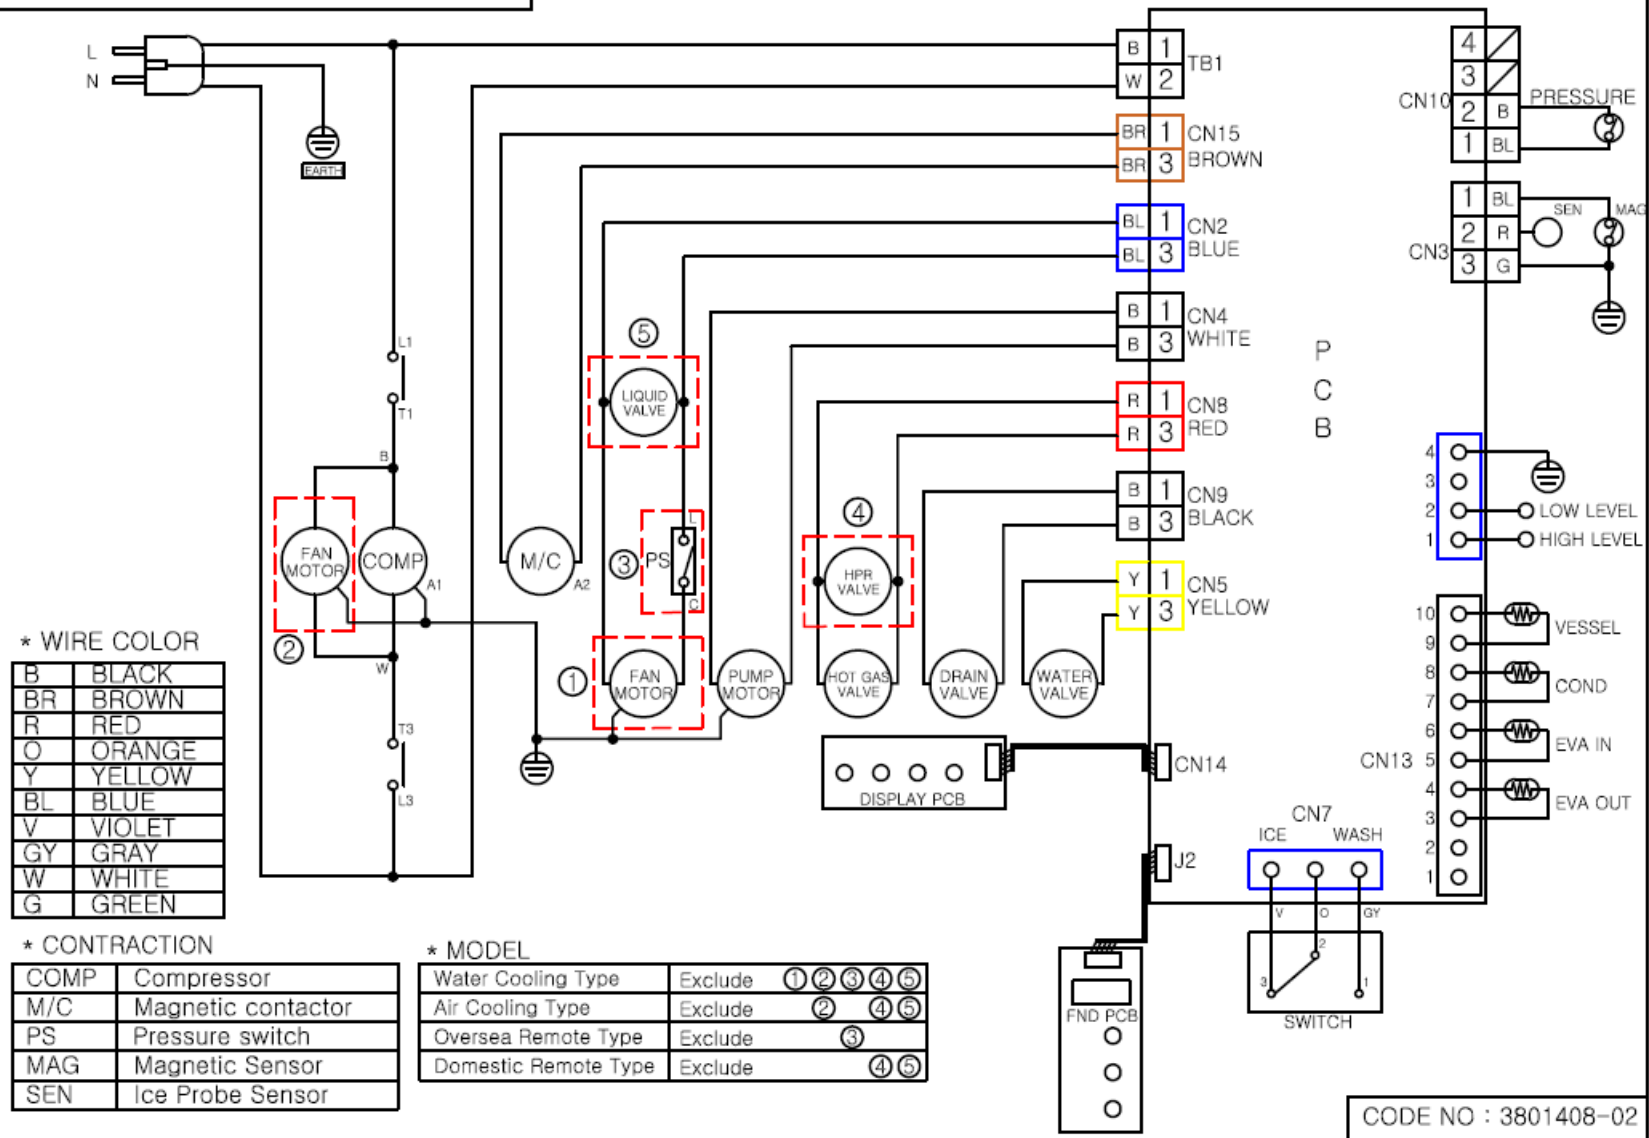 L
N
EARTH
B 1
W 2
TB1
BR 1
BR 3
CN15
BROWN
BL 1
BL 3
CN2
BLUE
B 1
B 3
CN4
WHITE
R 1
R 3
CN8
RED
B 1
B 3
CN9
BLACK
Y 1
Y 3
CN5
YELLOW
P
C
B
4
3
2 B
1 BL
CN10
PRESSURE
1 BL
2 R
3 G
CN3
SEN
MAG
4
3
2
1
LOW LEVEL
HIGH LEVEL
10
9
8
7
6
5
4
3
2
1
CN13
VESSEL
COND
EVA IN
EVA OUT
L1
T1
B
②
FAN
MOTOR
COMP
A1
W
T3
L3
M/C
A2
⑤
LIQUID
VALVE
③
PS
L
C
①
FAN
MOTOR
PUMP
MOTOR
④
HPR
VALVE
HOT GAS
VALVE
DRAIN
VALVE
WATER
VALVE
DISPLAY PCB
CN14
J2
FND PCB
CN7
ICE
WASH
V
O
GY
2
3
1
SWITCH
* WIRE COLOR
B BLACK
BR BROWN
R RED
O ORANGE
Y YELLOW
BL BLUE
V VIOLET
GY GRAY
W WHITE
G GREEN
* CONTRACTION
COMP Compressor
M/C Magnetic contactor
PS Pressure switch
MAG Magnetic Sensor
SEN Ice Probe Sensor
* MODEL
Water Cooling Type Exclude ①②③④⑤
Air Cooling Type Exclude ② ④⑤
Oversea Remote Type Exclude ③
Domestic Remote Type Exclude ④⑤
CODE NO : 3801408-02